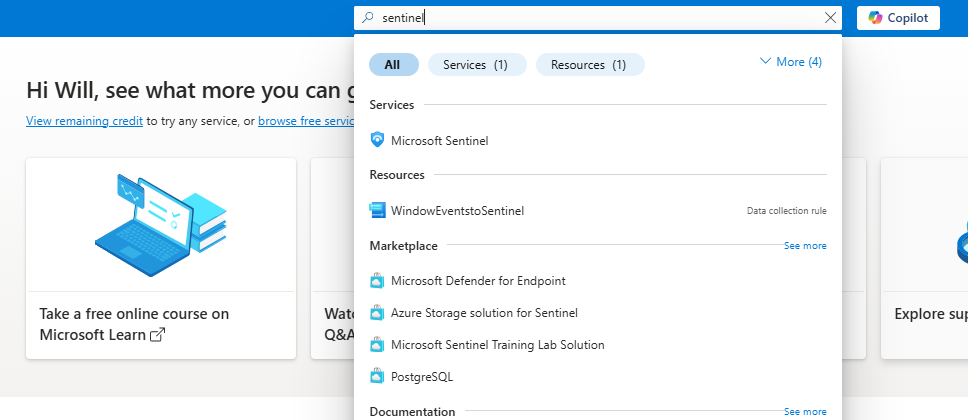 sentinel
Copilot
All
Services (1)
Resources (1)
More (4)
Hi Will, see what more you can g
View remaining credit to try any service, or browse free servic
Services
Microsoft Sentinel
Resources
WindowEventstoSentinel
Data collection rule
Marketplace
See more
Microsoft Defender for Endpoint
Azure Storage solution for Sentinel
Microsoft Sentinel Training Lab Solution
PostgreSQL
Documentation
See more
Take a free online course on
Microsoft Learn
Watc
Q&A
Explore sup